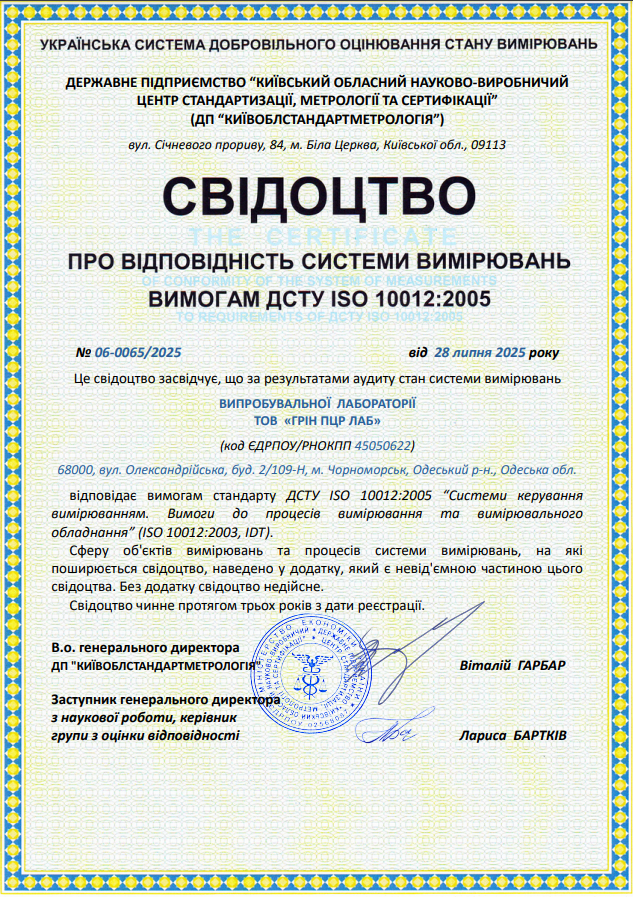 УКРАЇНСЬКА СИСТЕМА ДОБРОВІЛЬНОГО ОЦІНЮВАННЯ СТАНУ ВИМІРЮВАНЬ
ДЕРЖАВНЕ ПІДПРИЄМСТВО “КИЇВСЬКИЙ ОБЛАСНИЙ НАУКОВО-ВИРОБНИЧИЙ
ЦЕНТР СТАНДАРТИЗАЦІЇ, МЕТРОЛОГІЇ ТА СЕРТИФІКАЦІЇ”
(ДП “КИЇВОБЛСТАНДАРТМЕТРОЛОГІЯ”)
вул. Січневого прориву, 84, м. Біла Церква, Київської обл., 09113
СВІДОЦТВО
THE CERTIFICATE
ПРО ВІДПОВІДНІСТЬ СИСТЕМИ ВИМІРЮВАНЬ
OF CONFORMITY OF THE SYSTEM OF MEASUREMENTS
ВИМОГАМ ДСТУ ISO 10012:2005
TO REQUIREMENTS OF ДСТУ ISO 10012:2005
№ 06-0065/2025 від 28 липня 2025 року
Це свідоцтво засвідчує, що за результатами аудиту стан системи вимірювань
ВИПРОБУВАЛЬНОЇ ЛАБОРАТОРІЇ
ТОВ «ГРІН ПЦР ЛАБ»
(код ЄДРПОУ/РНОКПП 45050622)
68000, вул. Олександрійська, буд. 2/109-Н, м. Чорноморськ, Одеський р-н., Одеська обл.
відповідає вимогам стандарту ДСТУ ISO 10012:2005 “Системи керування
вимірюванням. Вимоги до процесів вимірювання та вимірювального
обладнання” (ISO 10012:2003, IDT).
Сферу об'єктів вимірювань та процесів системи вимірювань, на які
поширюється свідоцтво, наведено у додатку, який є невід'ємною частиною цього
свідоцтва. Без додатку свідоцтво недійсне.
Свідоцтво чинне протягом трьох років з дати реєстрації.
В.о. генерального директора
ДП "КИЇВОБЛСТАНДАРТМЕТРОЛОГІЯ" Віталій ГАРБАР
Заступник генерального директора
з наукової роботи, керівник
групи з оцінки відповідності Лариса БАРТКІВ